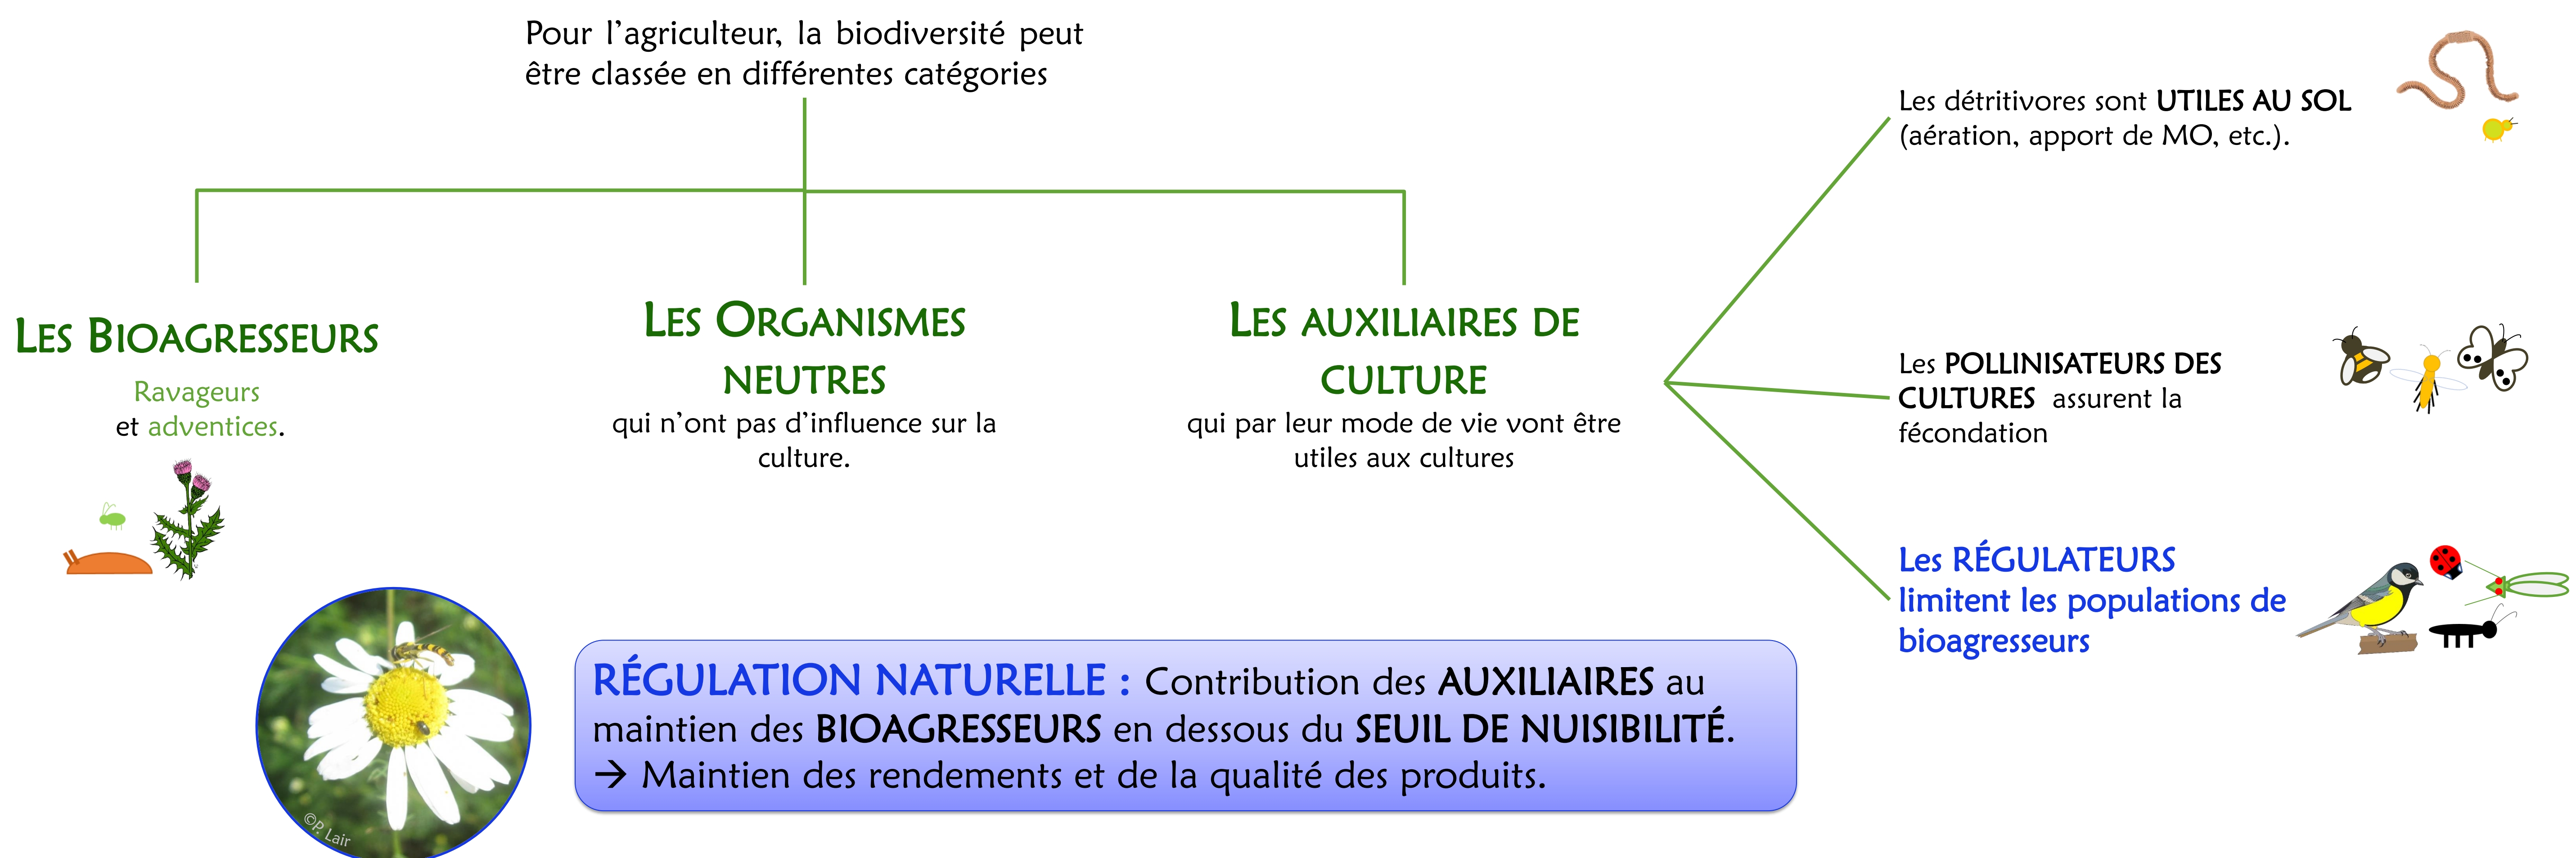 Pour l’agriculteur, la biodiversité peut
être classée en différentes catégories
LES BIOAGRESSEURS
Ravageurs
et adventices.
LES ORGANISMES
NEUTRES
qui n’ont pas d’influence sur la
culture.
LES AUXILIAIRES DE
CULTURE
qui par leur mode de vie vont être
utiles aux cultures
Les détritivores sont UTILES AU SOL
(aération, apport de MO, etc.).
Les POLLINISATEURS DES
CULTURES assurent la
fécondation
Les RÉGULATEURS
limitent les populations de
bioagresseurs
RÉGULATION NATURELLE : Contribution des AUXILIAIRES au
maintien des BIOAGRESSEURS en dessous du SEUIL DE NUISIBILITÉ.
→ Maintien des rendements et de la qualité des produits.
©P. Lair